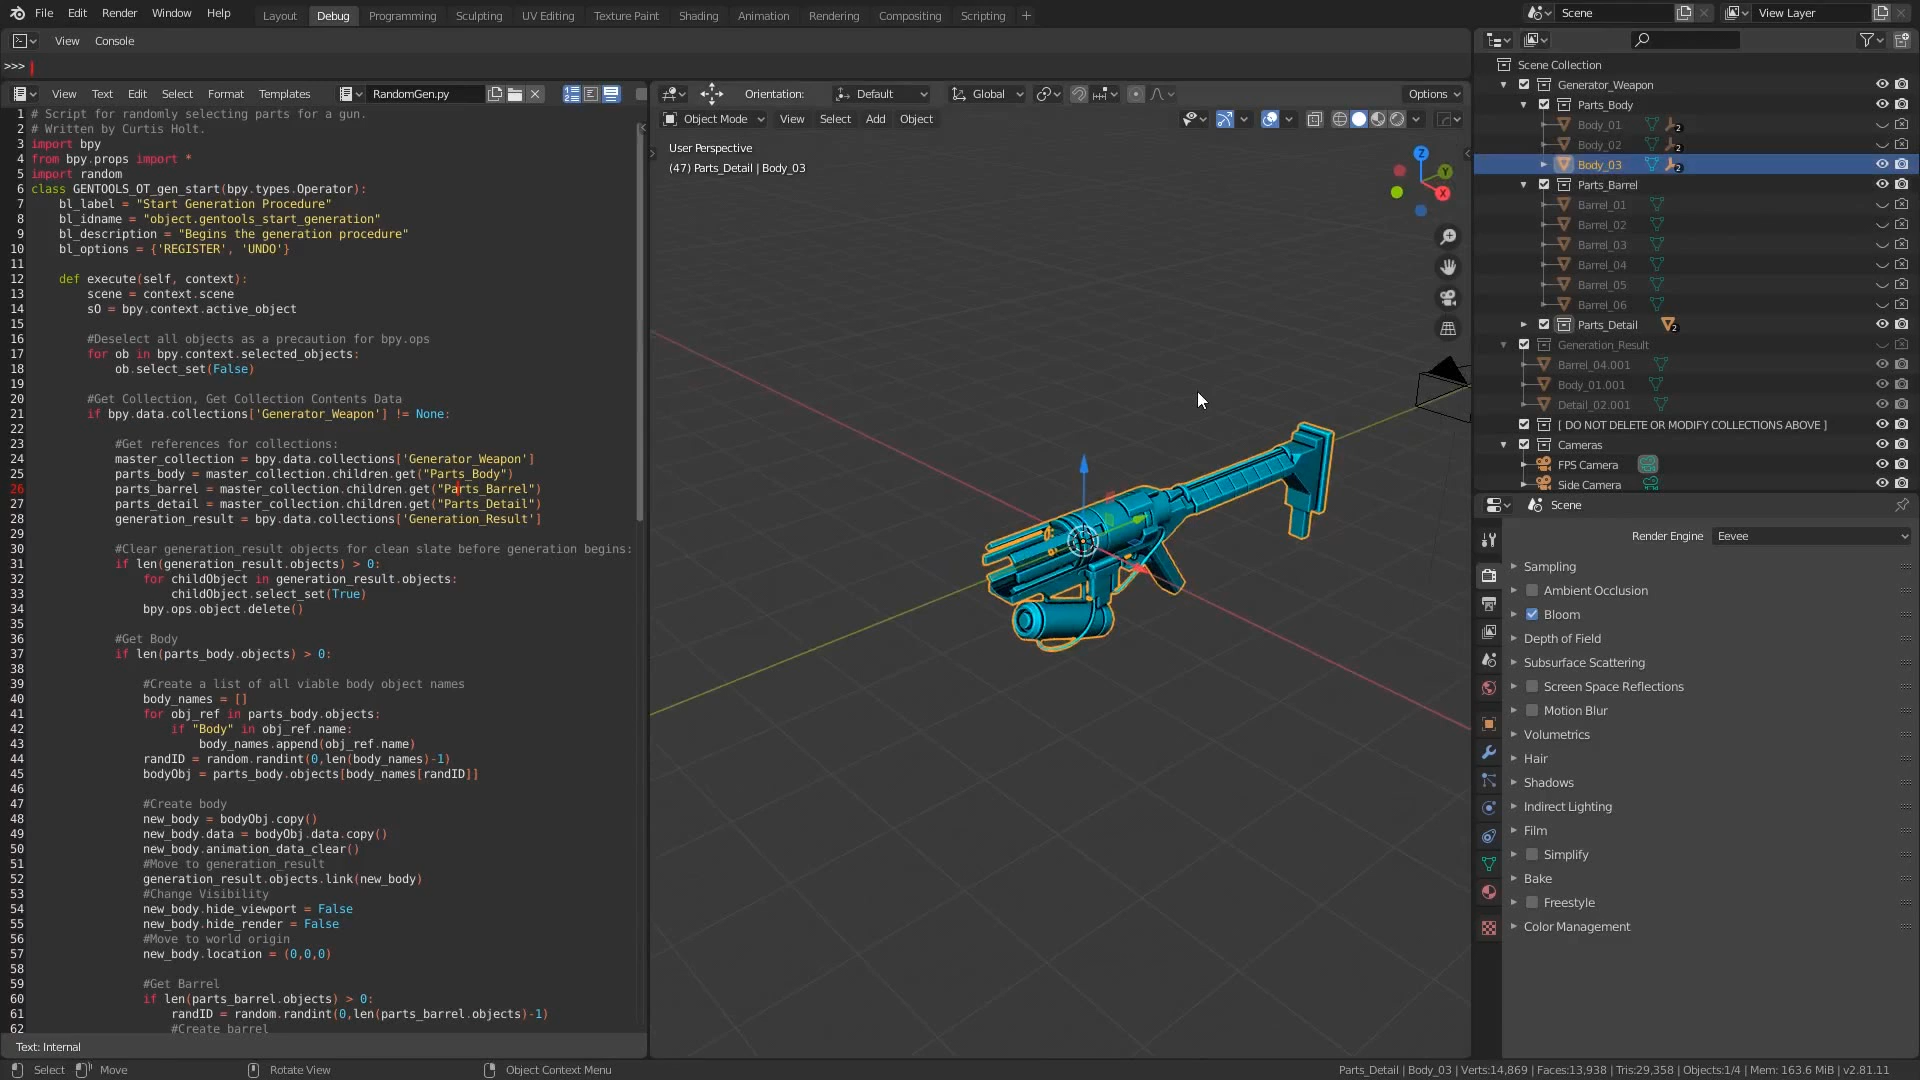 File Edit Render Window Help Layout Debug Programming Sculpting UV Editing Texture Paint Shading Animation Rendering Compositing Scripting + Scene View Layer
View Console
>>>
View Text Edit Select Format Templates RandomGen.py
1 # Script for randomly selecting parts for a gun.
2 # Written by Curtis Holt.
3 import bpy
4 from bpy.props import *
5 import random
6 class GENTOOLS_OT_gen_start(bpy.types.Operator):
7 bl_label = "Start Generation Procedure"
8 bl_idname = "object.gentools_start_generation"
9 bl_description = "Begins the generation procedure"
10 bl_options = {'REGISTER', 'UNDO'}
11
12 def execute(self, context):
13 scene = context.scene
14 sO = bpy.context.active_object
15
16 #Deselect all objects as a precaution for bpy.ops
17 for ob in bpy.context.selected_objects:
18 ob.select_set(False)
19
20 #Get Collection, Get Collection Contents Data
21 if bpy.data.collections['Generator_Weapon'] != None:
22
23 #Get references for collections:
24 master_collection = bpy.data.collections['Generator_Weapon']
25 parts_body = master_collection.children.get("Parts_Body")
26 parts_barrel = master_collection.children.get("Parts_Barrel")
27 parts_detail = master_collection.children.get("Parts_Detail")
28 generation_result = bpy.data.collections['Generation_Result']
29
30 #Clear generation_result objects for clean slate before generation begins:
31 if len(generation_result.objects) > 0:
32 for childObject in generation_result.objects:
33 childObject.select_set(True)
34 bpy.ops.object.delete()
35
36 #Get Body
37 if len(parts_body.objects) > 0:
38
39 #Create a list of all viable body object names
40 body_names = []
41 for obj_ref in parts_body.objects:
42 if "Body" in obj_ref.name:
43 body_names.append(obj_ref.name)
44 randID = random.randint(0,len(body_names)-1)
45 bodyObj = parts_body.objects[body_names[randID]]
46
47 #Create body
48 new_body = bodyObj.copy()
49 new_body.data = bodyObj.data.copy()
50 new_body.animation_data_clear()
51 #Move to generation_result
52 generation_result.objects.link(new_body)
53 #Change Visibility
54 new_body.hide_viewport = False
55 new_body.hide_render = False
56 #Move to world origin
57 new_body.location = (0,0,0)
58
59 #Get Barrel
60 if len(parts_barrel.objects) > 0:
61 randID = random.randint(0,len(parts_barrel.objects)-1)
62 #Create barrel
Text: Internal
Orientation: Default Global Options
Object Mode View Select Add Object
User Perspective
(47) Parts_Detail | Body_03
Z
Y
X
Scene Collection
Generator_Weapon
Parts_Body
Body_01 2
Body_02 2
Body_03 2
Parts_Barrel
Barrel_01
Barrel_02
Barrel_03
Barrel_04
Barrel_05
Barrel_06
Parts_Detail 2
Generation_Result
Barrel_04.001
Body_01.001
Detail_02.001
[ DO NOT DELETE OR MODIFY COLLECTIONS ABOVE ]
Cameras
FPS Camera
Side Camera
Scene
Render Engine Eevee
Sampling
Ambient Occlusion
Bloom
Depth of Field
Subsurface Scattering
Screen Space Reflections
Motion Blur
Volumetrics
Hair
Shadows
Indirect Lighting
Film
Simplify
Bake
Freestyle
Color Management
Select Move Rotate View Object Context Menu Parts_Detail | Body_03 | Verts:14,869 | Faces:13,938 | Tris:29,358 | Objects:1/4 | Mem: 163.6 MiB | v2.81.11